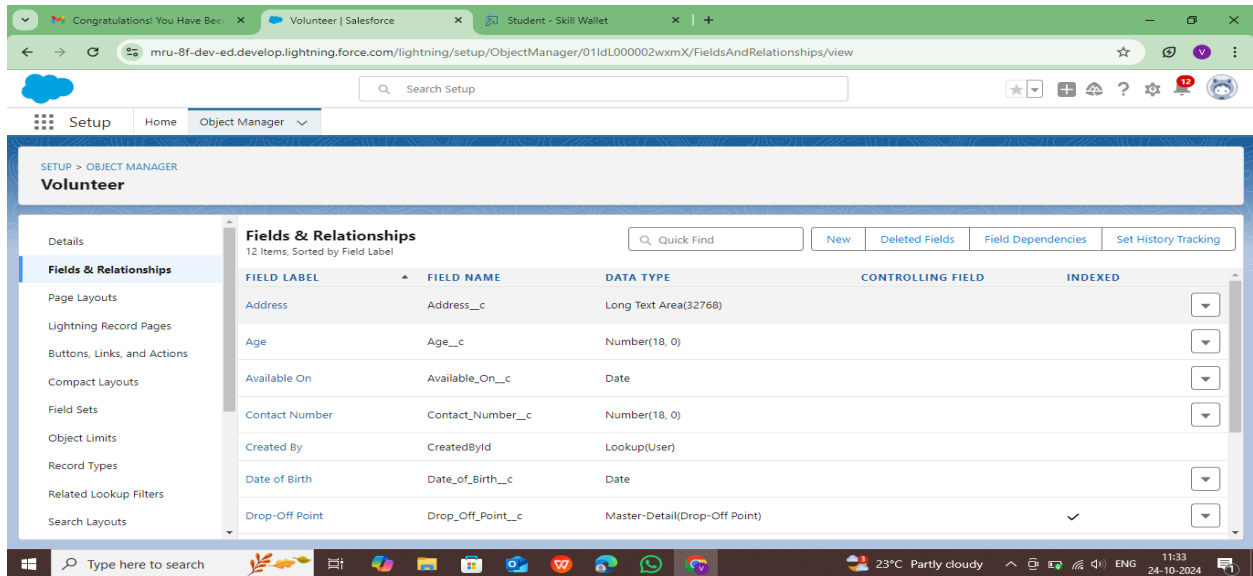 Congratulations! You Have Bee
Volunteer | Salesforce
Student - Skill Wallet
mru-8f-dev-ed.develop.lightning.force.com/lightning/setup/ObjectManager/01IdL000002wxmX/FieldsAndRelationships/view
V
Search Setup
12
Setup
Home
Object Manager
SETUP > OBJECT MANAGER
Volunteer
Details
Fields & Relationships
Page Layouts
Lightning Record Pages
Buttons, Links, and Actions
Compact Layouts
Field Sets
Object Limits
Record Types
Related Lookup Filters
Search Layouts
Fields & Relationships
12 Items, Sorted by Field Label
Quick Find
New
Deleted Fields
Field Dependencies
Set History Tracking
FIELD LABEL FIELD NAME DATA TYPE CONTROLLING FIELD INDEXED
Address Address__c Long Text Area(32768)
Age Age__c Number(18, 0)
Available On Available_On__c Date
Contact Number Contact_Number__c Number(18, 0)
Created By CreatedById Lookup(User)
Date of Birth Date_of_Birth__c Date
Drop-Off Point Drop_Off_Point__c Master-Detail(Drop-Off Point)
Type here to search
23°C Partly cloudy
ENG
11:33
24-10-2024